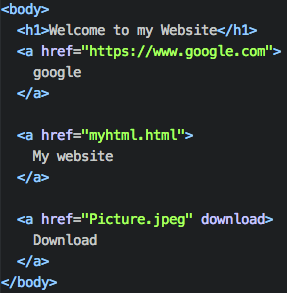 <body>
<h1>Welcome to my Website</h1>
<a href="https://www.google.com">
google
</a>
<a href="myhtml.html">
My website
</a>
<a href="Picture.jpeg" download>
Download
</a>
</body>